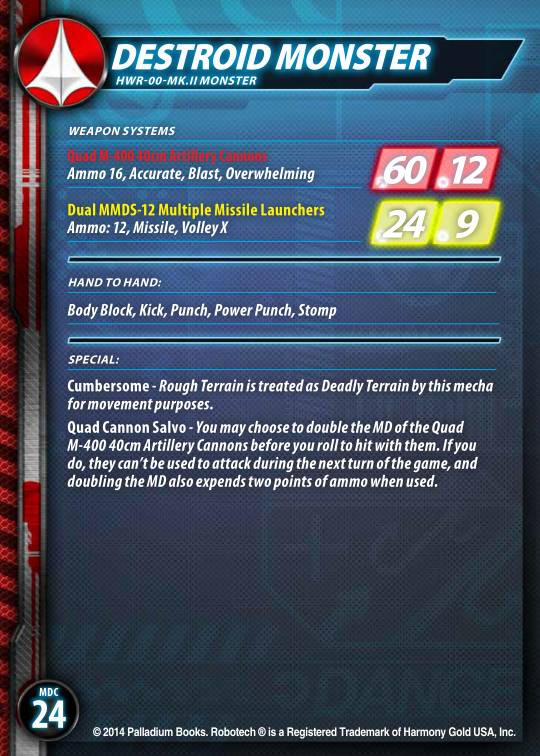 DESTROID MONSTER
HWR-00-MK.II MONSTER
WEAPON SYSTEMS
Quad M-400 40cm Artillery Cannons
Ammo 16, Accurate, Blast, Overwhelming
60 12
Dual MMDS-12 Multiple Missile Launchers
Ammo: 12, Missile, Volley X
24 9
HAND TO HAND:
Body Block, Kick, Punch, Power Punch, Stomp
SPECIAL:
Cumbersome - Rough Terrain is treated as Deadly Terrain by this mecha
for movement purposes.
Quad Cannon Salvo - You may choose to double the MD of the Quad
M-400 40cm Artillery Cannons before you roll to hit with them. If you
do, they can't be used to attack during the next turn of the game, and
doubling the MD also expends two points of ammo when used.
MDC
24
© 2014 Palladium Books. Robotech ® is a Registered Trademark of Harmony Gold USA, Inc.